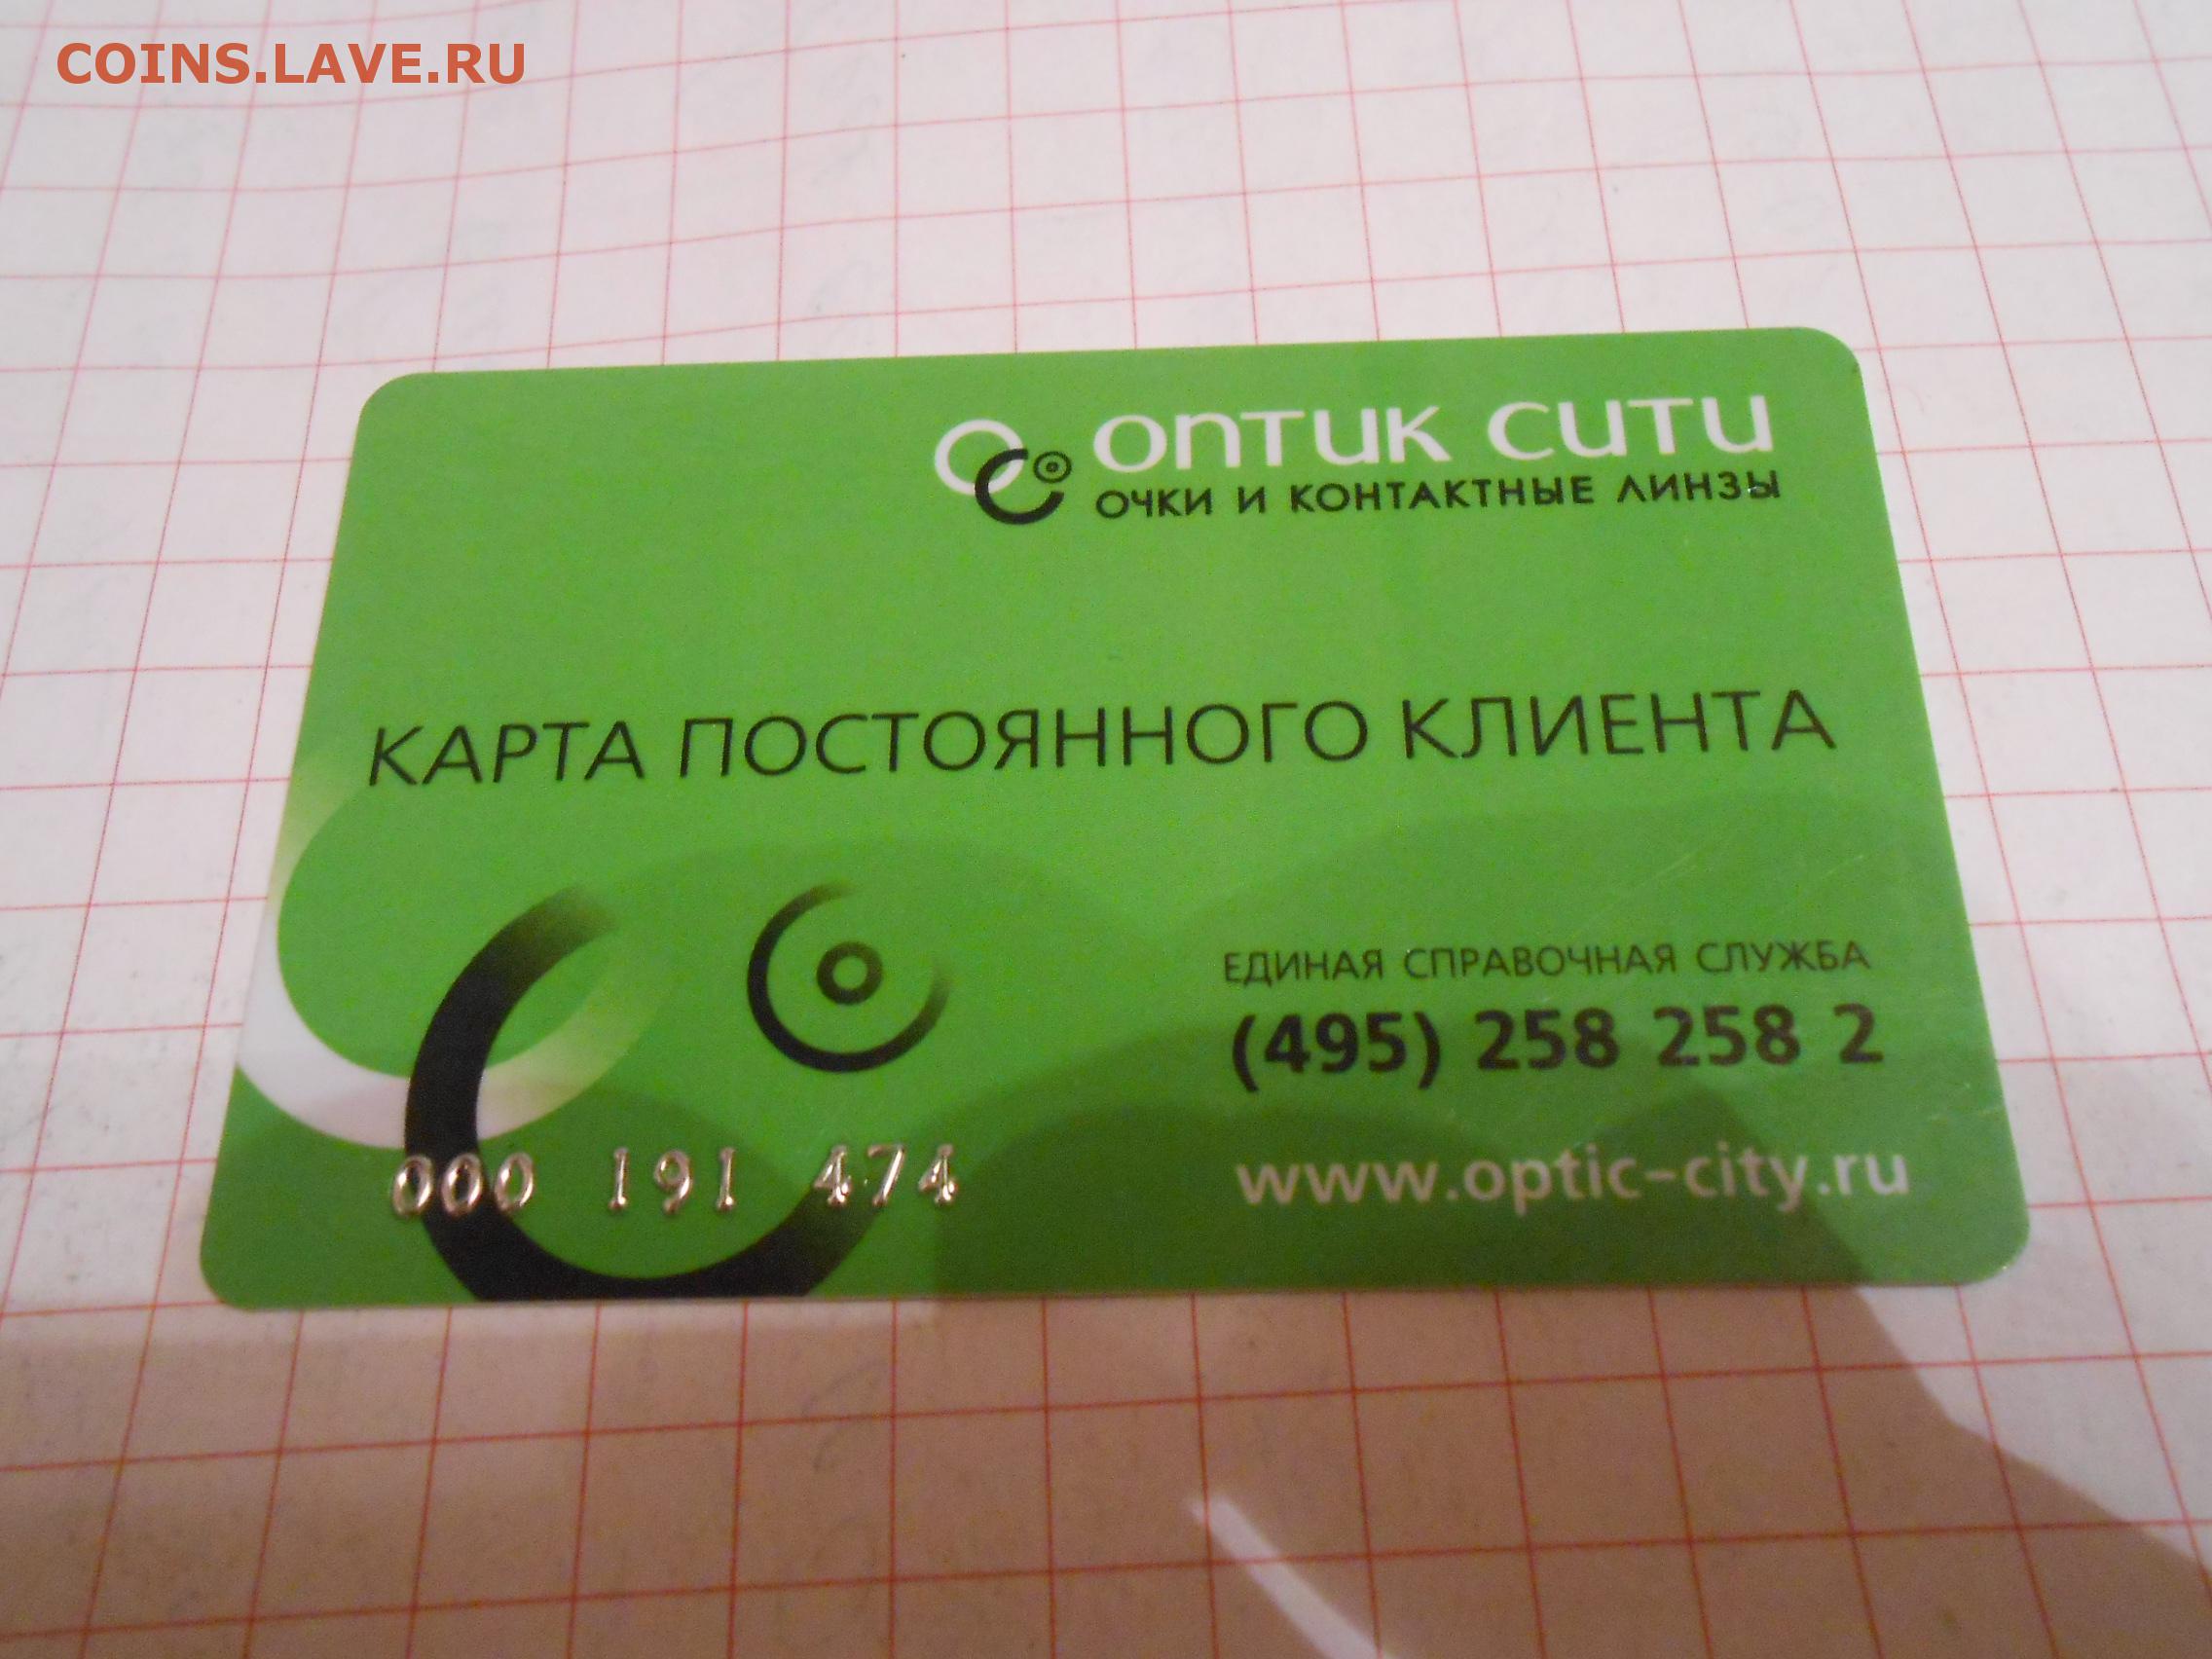 COINS.LAVE.RU
ОПТИК СИТИ
ОЧКИ И КОНТАКТНЫЕ ЛИНЗЫ
КАРТА ПОСТОЯННОГО КЛИЕНТА
ЕДИНАЯ СПРАВОЧНАЯ СЛУЖБА
(495) 258 258 2
000 191 474
www.optic-city.ru